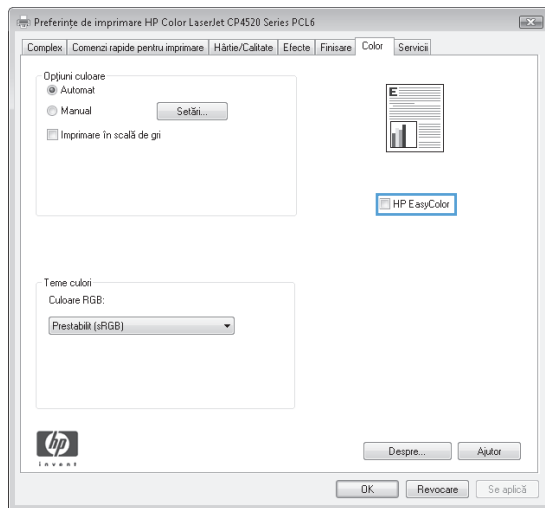 Preferințe de imprimare HP Color LaserJet CP4520 Series PCL6
Complex Comenzi rapide pentru imprimare Hârtie/Calitate Efecte Finisare Color Servicii
Opțiuni culoare
Automat
Manual Setări...
Imprimare în scală de gri
E
HP EasyColor
Teme culori
Culoare RGB:
Prestabilit (sRGB)
hp
invent
Despre... Ajutor
OK Revocare Se aplică